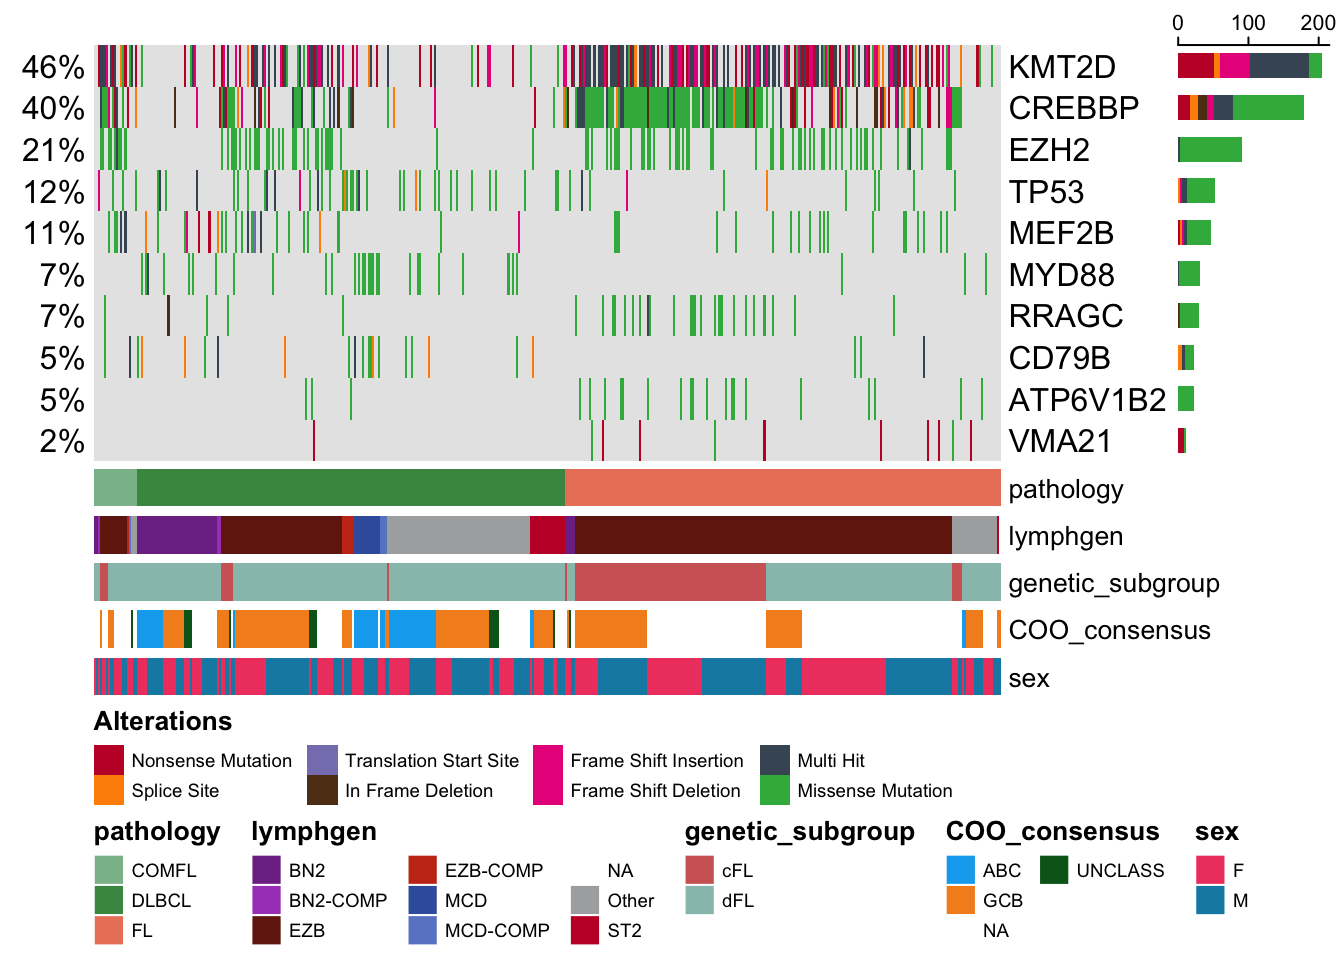 0 100 200
46% KMT2D
40% CREBBP
21% EZH2
12% TP53
11% MEF2B
7% MYD88
7% RRAGC
5% CD79B
5% ATP6V1B2
2% VMA21
pathology
lymphgen
genetic_subgroup
COO_consensus
sex
Alterations
Nonsense Mutation Translation Start Site Frame Shift Insertion Multi Hit
Splice Site In Frame Deletion Frame Shift Deletion Missense Mutation
pathology lymphgen genetic_subgroup COO_consensus sex
COMFL BN2 EZB-COMP NA cFL ABC UNCLASS F
DLBCL BN2-COMP MCD Other dFL GCB M
FL EZB MCD-COMP ST2 NA